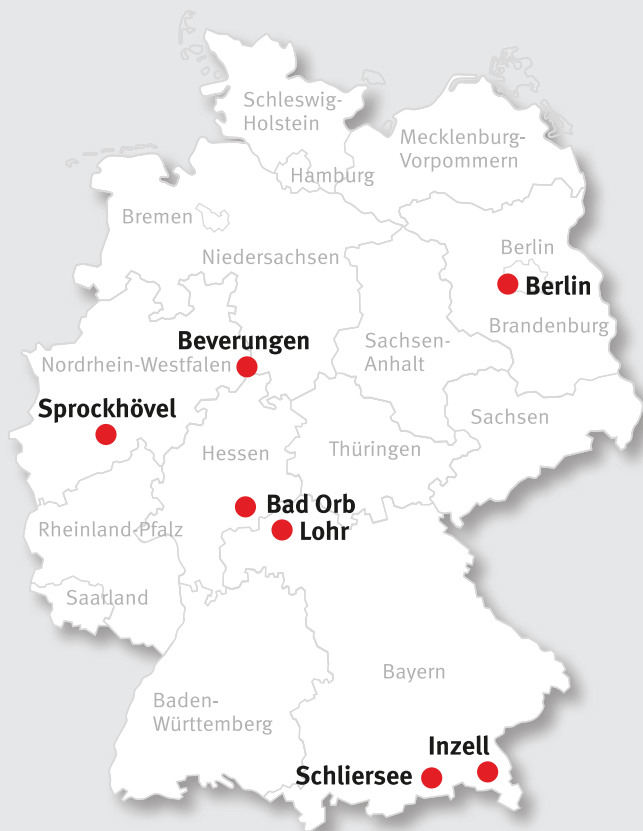 Schleswig-
Holstein
Mecklenburg-
Vorpommern
Hamburg
Bremen
Niedersachsen
Berlin
Berlin
Brandenburg
Beverungen
Sachsen-
Anhalt
Nordrhein-Westfalen
Sprockhövel
Sachsen
Hessen
Thüringen
Bad Orb
Lohr
Rheinland-Pfalz
Saarland
Bayern
Baden-
Württemberg
Inzell
Schliersee